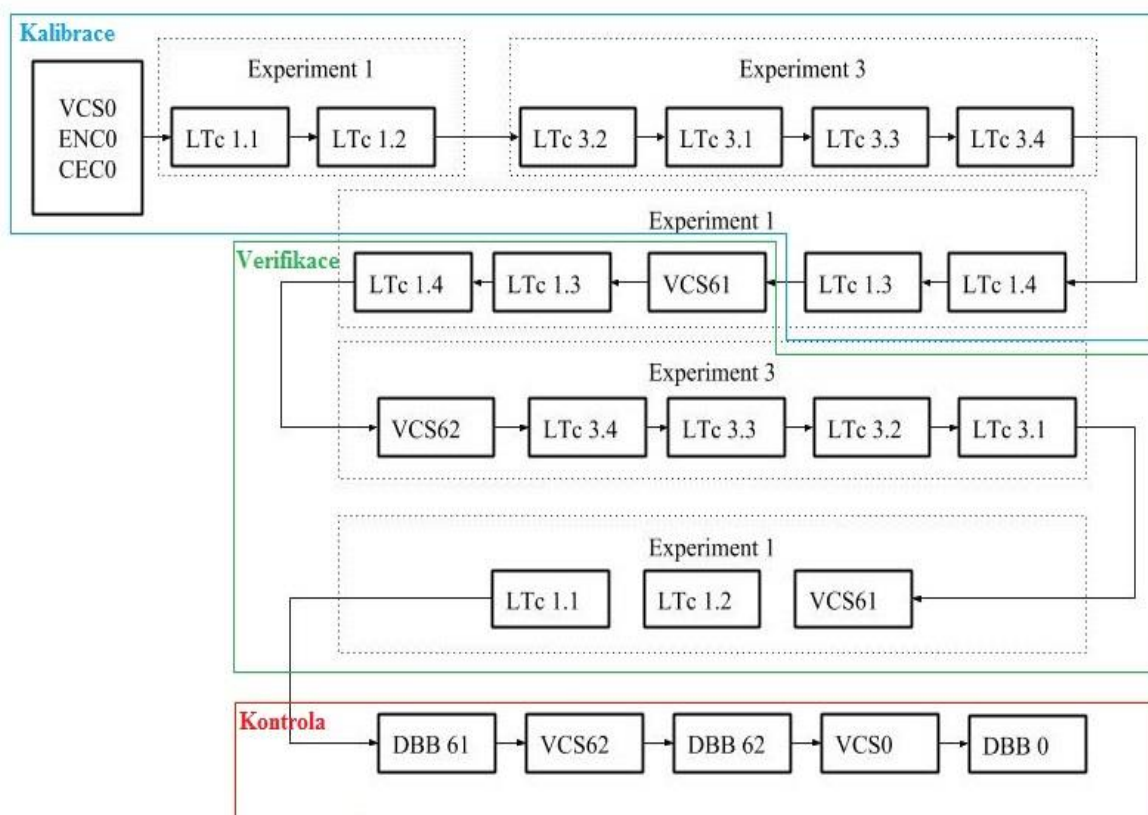 Kalibrace
Experiment 1
Experiment 3
VCS0
ENC0
CEC0
LTc 1.1
LTc 1.2
LTc 3.2
LTc 3.1
LTc 3.3
LTc 3.4
Experiment 1
Verifikace
LTc 1.4
LTc 1.3
VCS61
LTc 1.3
LTc 1.4
Experiment 3
VCS62
LTc 3.4
LTc 3.3
LTc 3.2
LTc 3.1
Experiment 1
LTc 1.1
LTc 1.2
VCS61
Kontrola
DBB 61
VCS62
DBB 62
VCS0
DBB 0